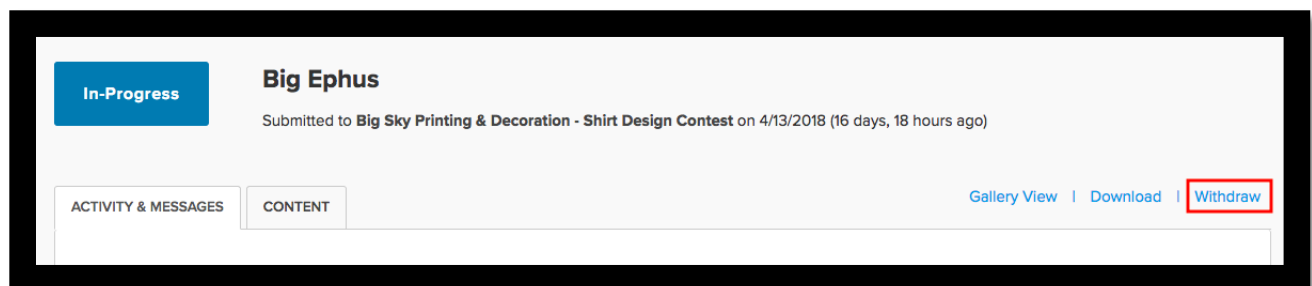 In-Progress
Big Ephus
Submitted to Big Sky Printing & Decoration - Shirt Design Contest on 4/13/2018 (16 days, 18 hours ago)
ACTIVITY & MESSAGES
CONTENT
Gallery View | Download | Withdraw